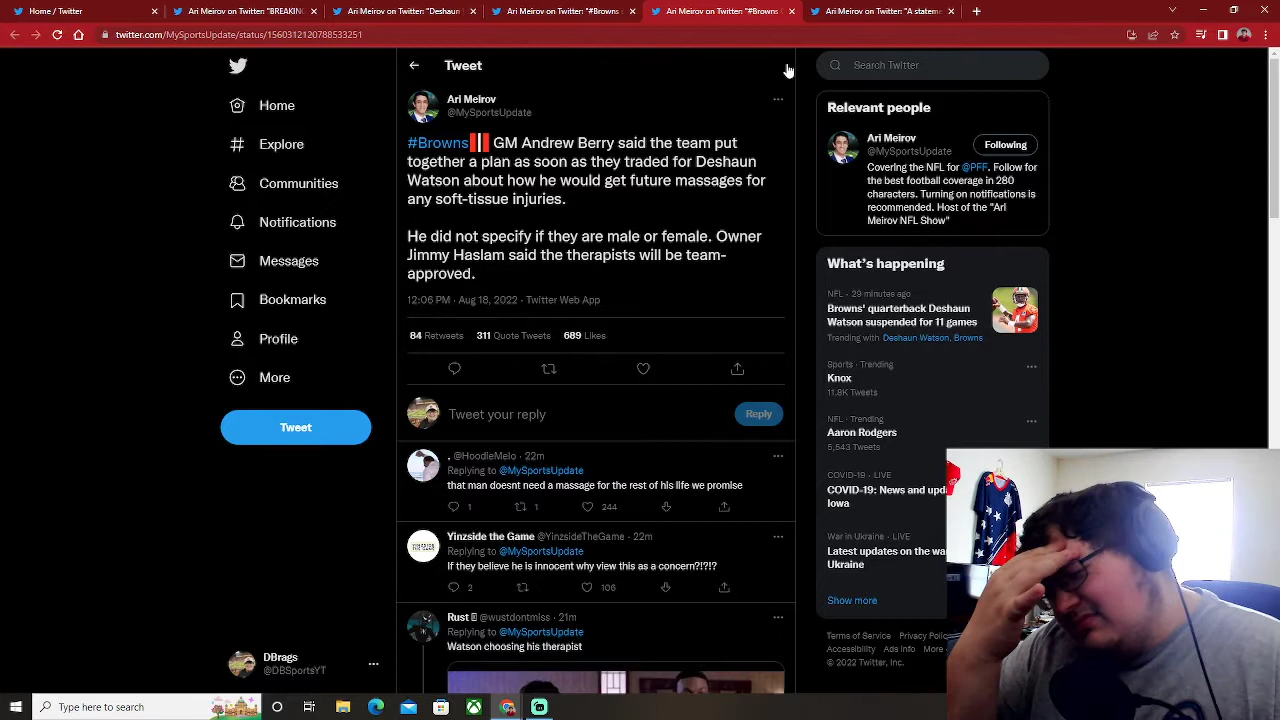 Home / Twitter
Ari Meirov on Twitter: "BREAKING
Ari Meirov on Twitter: "Deshaun
Ari Meirov on Twitter: "#Browns
Ari Meirov on Twitter: "#Browns
Ari Meirov on Twitter: "A stateme
twitter.com/MySportsUpdate/status/1560312120788533251
Home
Explore
Communities
Notifications
Messages
Bookmarks
Profile
More
Tweet
DBrags
@DBSportsYT
Tweet
Ari Meirov
@MySportsUpdate
#Browns GM Andrew Berry said the team put
together a plan as soon as they traded for Deshaun
Watson about how he would get future massages for
any soft-tissue injuries.
He did not specify if they are male or female. Owner
Jimmy Haslam said the therapists will be team-
approved.
12:06 PM · Aug 18, 2022 · Twitter Web App
84 Retweets 311 Quote Tweets 689 Likes
Tweet your reply
Reply
. @HoodieMelo · 22m
Replying to @MySportsUpdate
that man doesnt need a massage for the rest of his life we promise
1 1 244
Yinzside the Game @YinzsideTheGame · 22m
Replying to @MySportsUpdate
If they believe he is innocent why view this as a concern?!?!?
2 106
Rust @wustdontmiss · 21m
Replying to @MySportsUpdate
Watson choosing his therapist
Search Twitter
Relevant people
Ari Meirov
@MySportsUpdate
Following
Covering the NFL for @PFF. Follow for
the best football coverage in 280
characters. Turning on notifications is
recommended. Host of the "Ari
Meirov NFL Show"
What's happening
NFL · 29 minutes ago
Browns' quarterback Deshaun
Watson suspended for 11 games
Trending with Deshaun Watson, Browns
Sports · Trending
Knox
11.8K Tweets
NFL · Trending
Aaron Rodgers
5,543 Tweets
COVID-19 · LIVE
COVID-19: News and upda
Iowa
War in Ukraine · LIVE
Latest updates on the wa
Ukraine
Show more
Terms of Service Privacy Polic
Accessibility Ads info More
© 2022 Twitter, Inc.
Type here to search